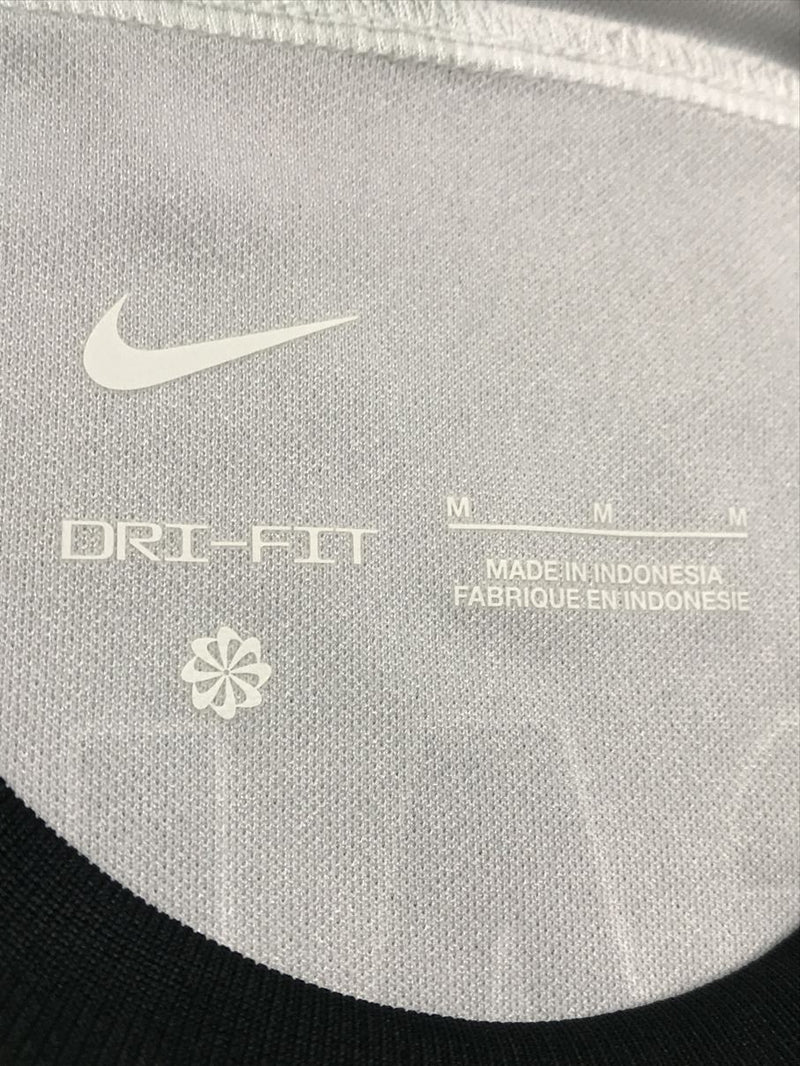 DRI-FIT
M M M
MADE IN INDONESIA
FABRIQUE EN INDONESIE